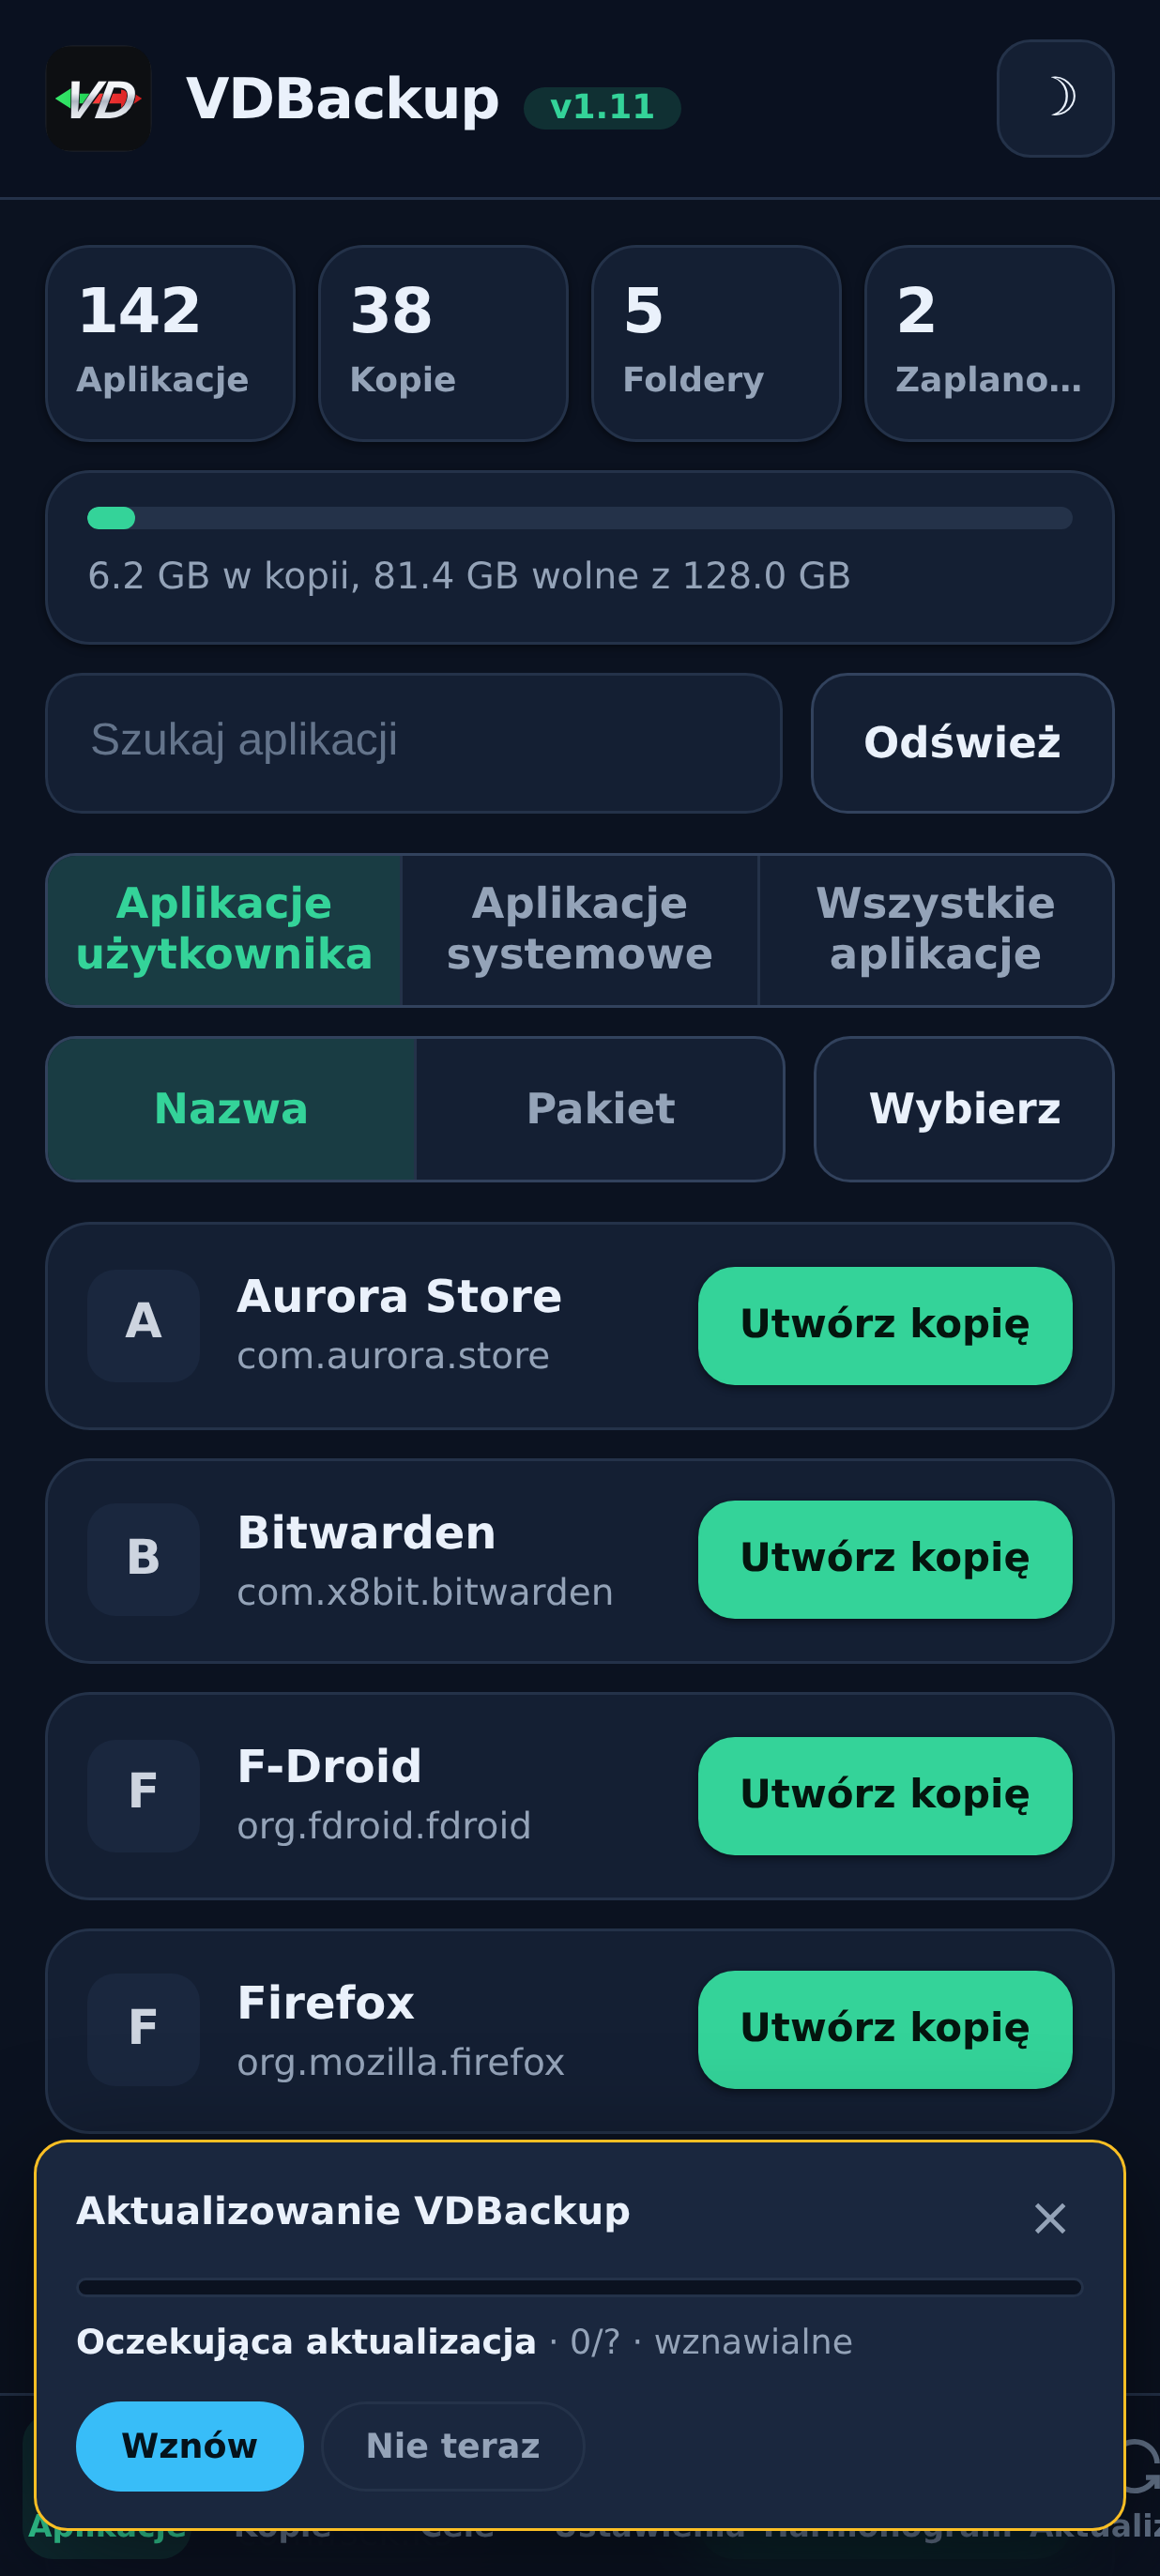 VD
VDBackup v1.11
142
Aplikacje
38
Kopie
5
Foldery
2
Zaplano...
6.2 GB w kopii, 81.4 GB wolne z 128.0 GB
Szukaj aplikacji
Odśwież
Aplikacje
użytkownika
Aplikacje
systemowe
Wszystkie
aplikacje
Nazwa
Pakiet
Wybierz
A
Aurora Store
com.aurora.store
Utwórz kopię
B
Bitwarden
com.x8bit.bitwarden
Utwórz kopię
F
F-Droid
org.fdroid.fdroid
Utwórz kopię
F
Firefox
org.mozilla.firefox
Utwórz kopię
Aktualizowanie VDBackup
Oczekująca aktualizacja · 0/? · wznawialne
Wznów
Nie teraz
Aplikacje